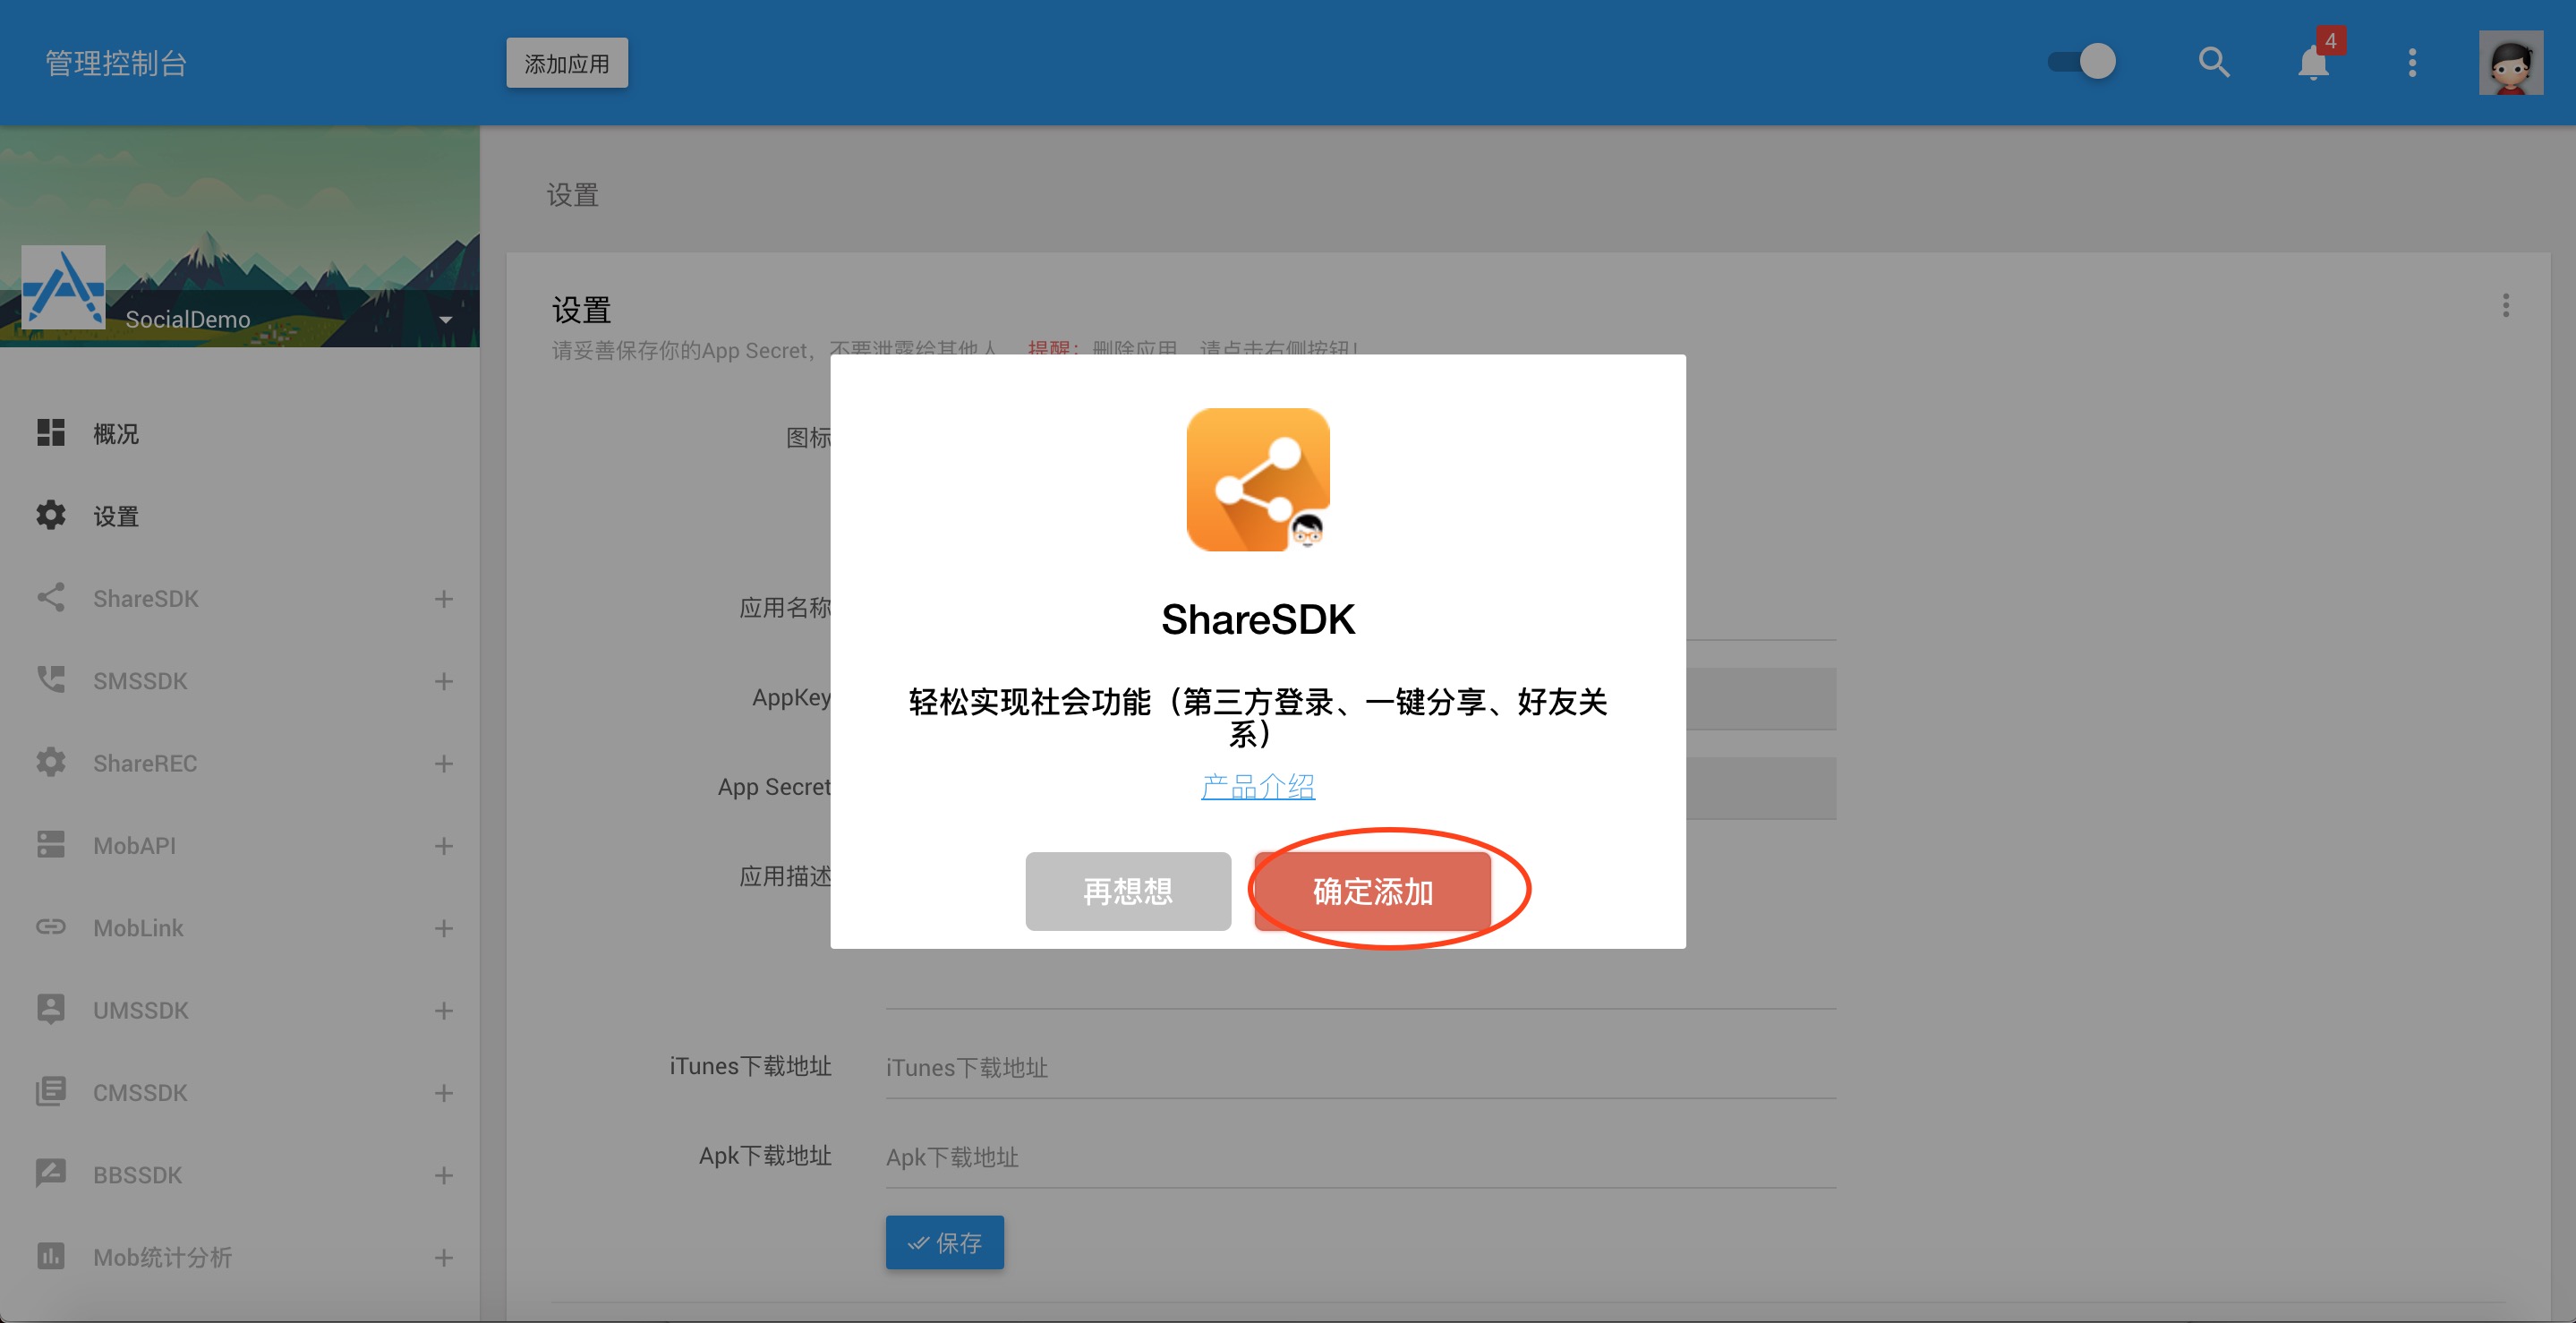 管理控制台
添加应用
4
SocialDemo
概况
设置
ShareSDK
SMSSDK
ShareREC
MobAPI
MobLink
UMSSDK
CMSSDK
BBSSDK
Mob统计分析
设置
设置
请妥善保存你的App Secret，不要泄露给其他人。 提醒：删除应用，请点击右侧按钮！
图标
应用名称
AppKey
App Secret
应用描述
ShareSDK
轻松实现社会功能（第三方登录、一键分享、好友关
系）
产品介绍
再想想 确定添加
iTunes下载地址 iTunes下载地址
Apk下载地址 Apk下载地址
保存